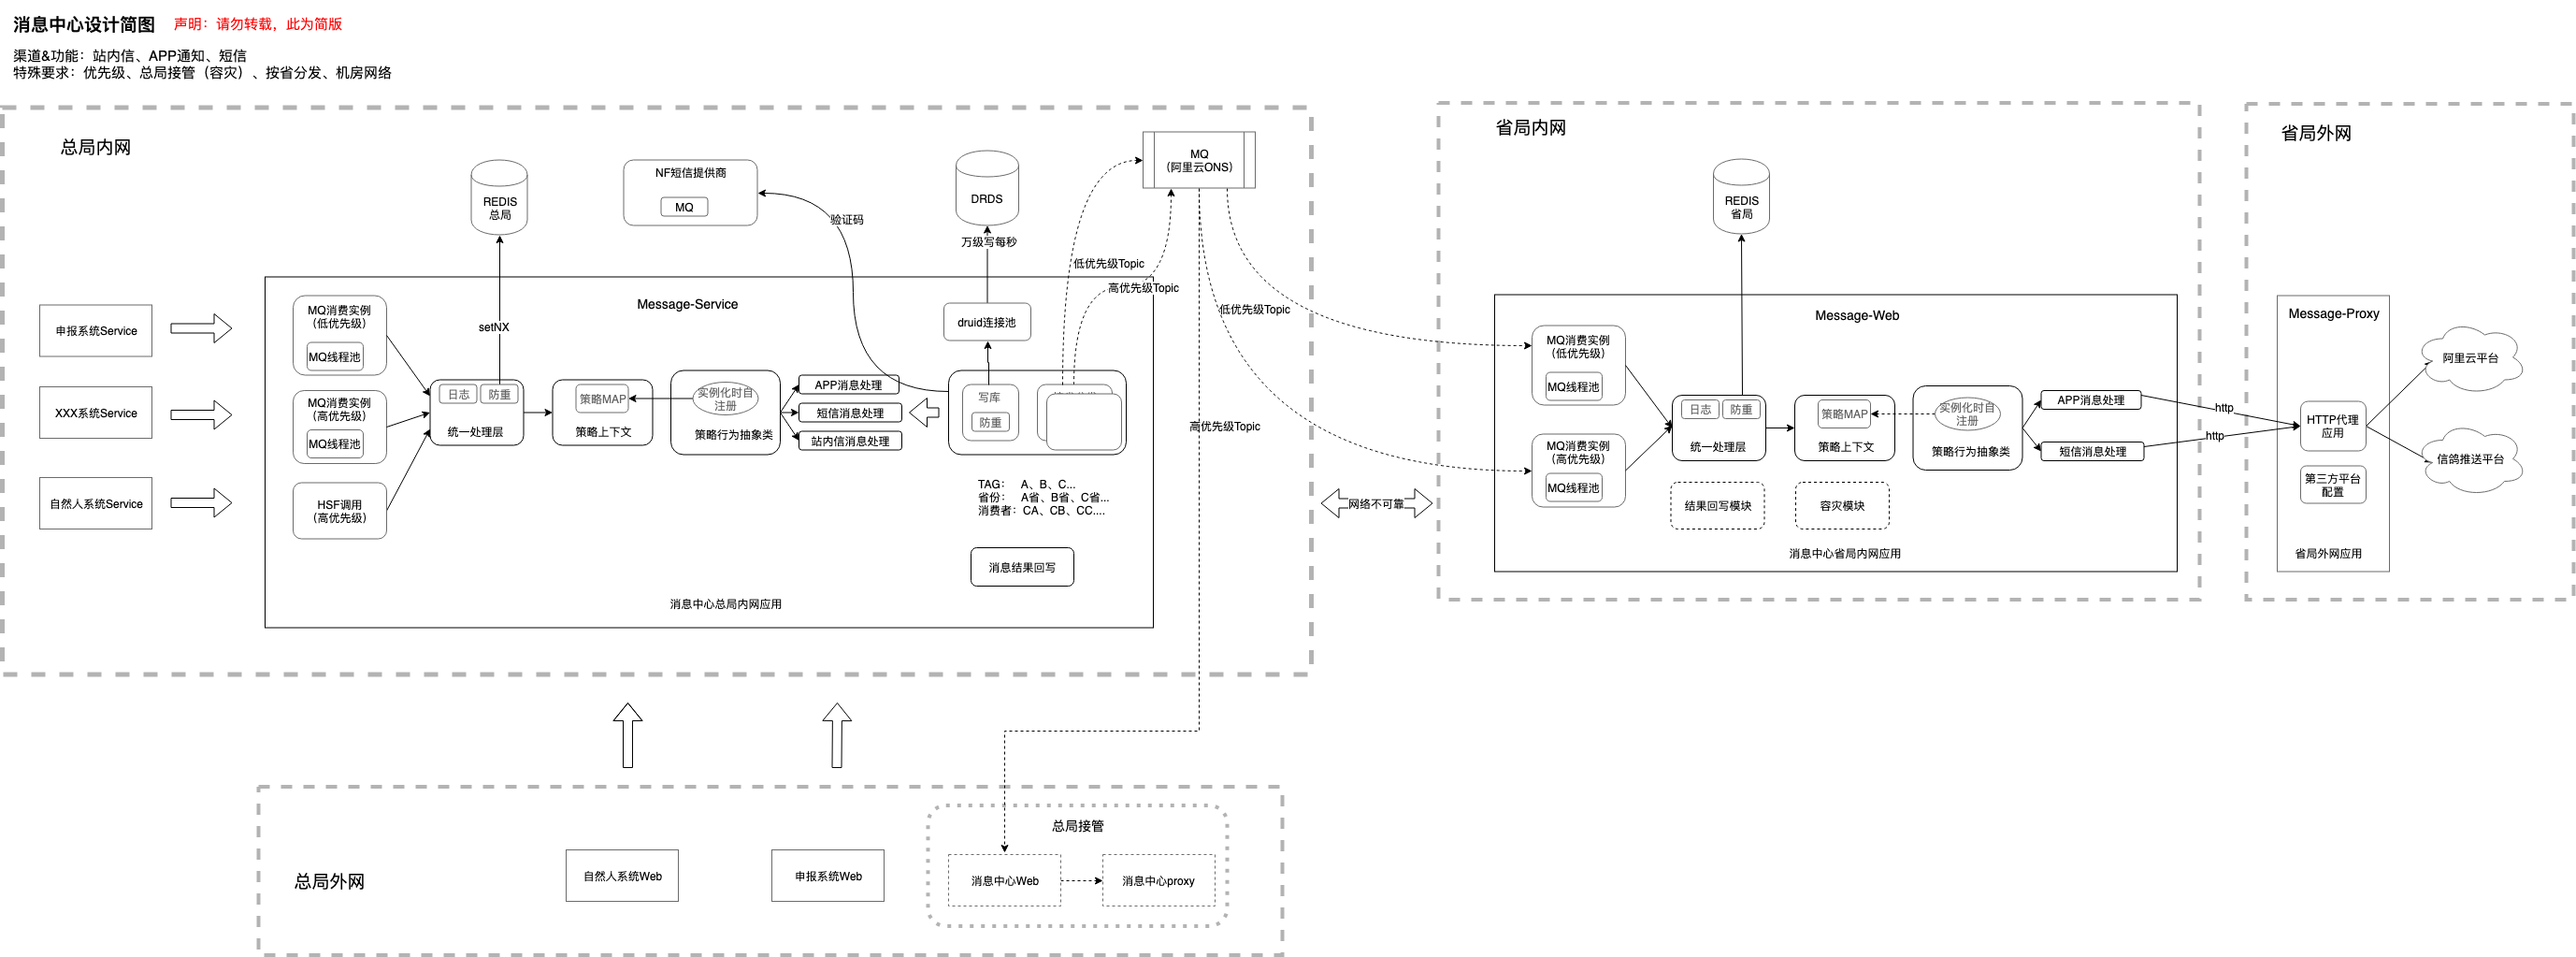 消息中心设计简图 声明：请勿转载，此为简版
渠道&功能：站内信、APP通知、短信
特殊要求：优先级、总局接管（容灾）、按省分发、机房网络
总局内网
申报系统Service
XXX系统Service
自然人系统Service
REDIS
总局
NF短信提供商
MQ
验证码
DRDS
万级写每秒
MQ
（阿里云ONS）
低优先级Topic
高优先级Topic
低优先级Topic
高优先级Topic
Message-Service
MQ消费实例
（低优先级）
MQ线程池
MQ消费实例
（高优先级）
MQ线程池
HSF调用
（高优先级）
setNX
日志
防重
统一处理层
策略MAP
策略上下文
实例化时自
注册
策略行为抽象类
APP消息处理
短信消息处理
站内信消息处理
druid连接池
写库
防重
TAG： A、B、C...
省份： A省、B省、C省...
消费者：CA、CB、CC....
消息结果回写
消息中心总局内网应用
网络不可靠
省局内网
REDIS
省局
Message-Web
MQ消费实例
（低优先级）
MQ线程池
MQ消费实例
（高优先级）
MQ线程池
日志
防重
统一处理层
策略MAP
策略上下文
实例化时自
注册
策略行为抽象类
APP消息处理
短信消息处理
结果回写模块
容灾模块
消息中心省局内网应用
http
http
省局外网
Message-Proxy
HTTP代理
应用
第三方平台
配置
省局外网应用
阿里云平台
信鸽推送平台
总局外网
自然人系统Web
申报系统Web
总局接管
消息中心Web
消息中心proxy